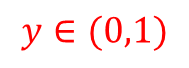 y ∈ (0,1)